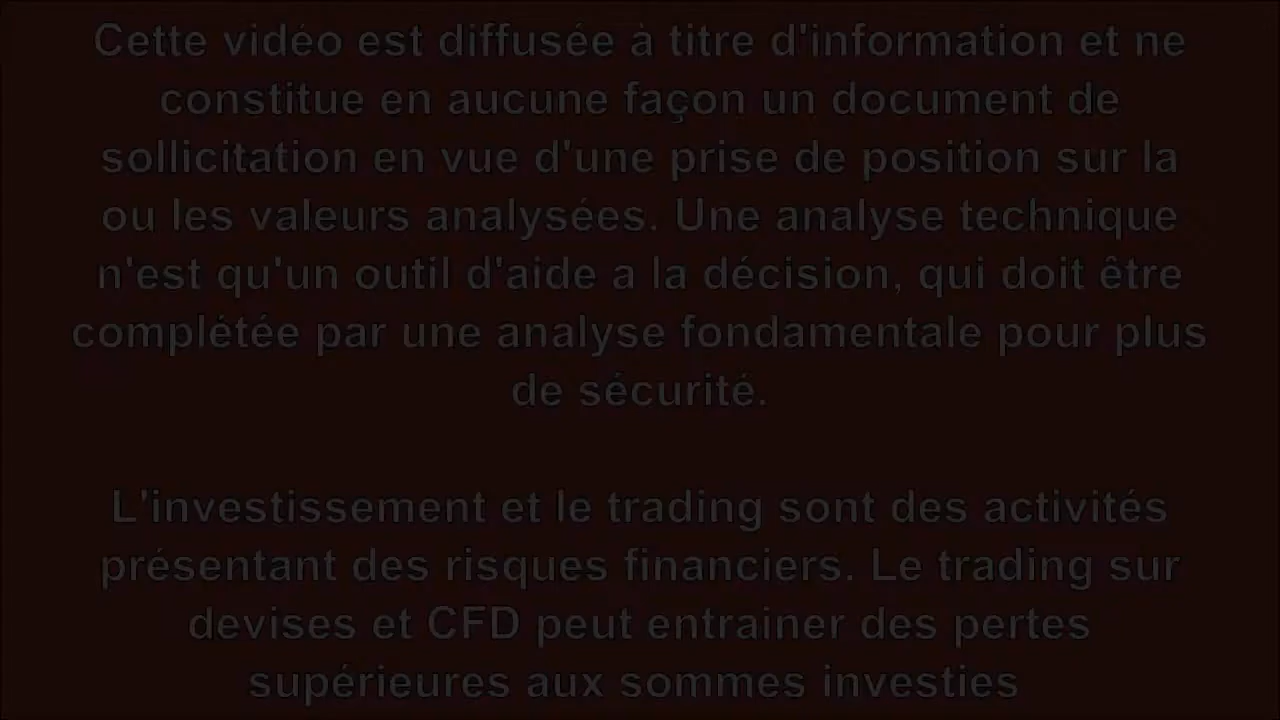 Cette vidéo est diffusée à titre d'information et ne
constitue en aucune façon un document de
sollicitation en vue d'une prise de position sur la
ou les valeurs analysées. Une analyse technique
n'est qu'un outil d'aide a la décision, qui doit être
complètée par une analyse fondamentale pour plus
de sécurité.
L'investissement et le trading sont des activités
présentant des risques financiers. Le trading sur
devises et CFD peut entrainer des pertes
supérieures aux sommes investies